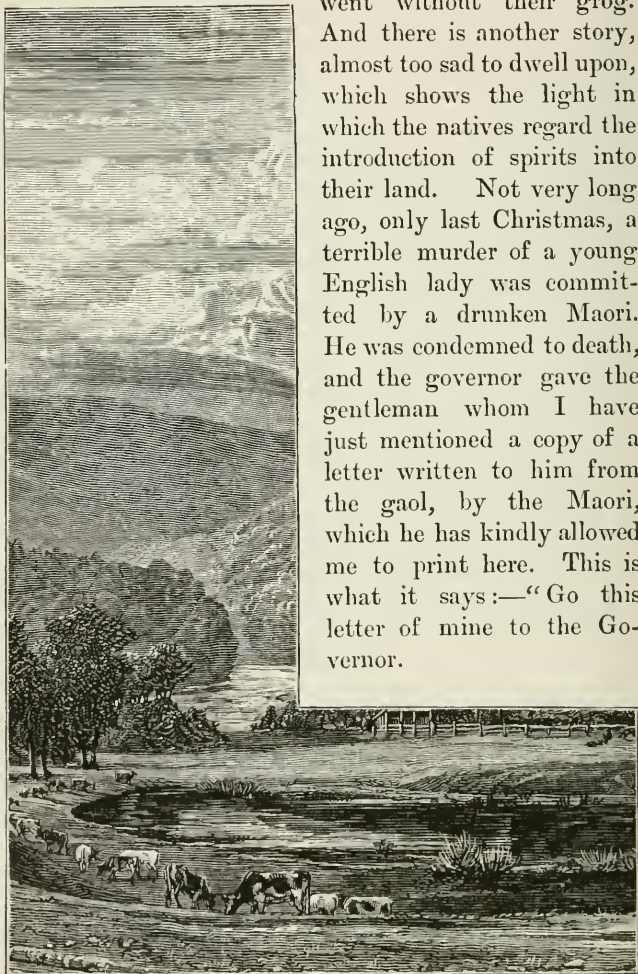 went without their grog.
And there is another story,
almost too sad to dwell upon,
which shows the light in
which the natives regard the
introduction of spirits into
their land. Not very long
ago, only last Christmas, a
terrible murder of a young
English lady was commit-
ted by a drunken Maori.
He was condemned to death,
and the governor gave the
gentleman whom I have
just mentioned a copy of a
letter written to him from
the gaol, by the Maori,
which he has kindly allowed
me to print here. This is
what it says:—“Go this
letter of mine to the Go-
vernor.